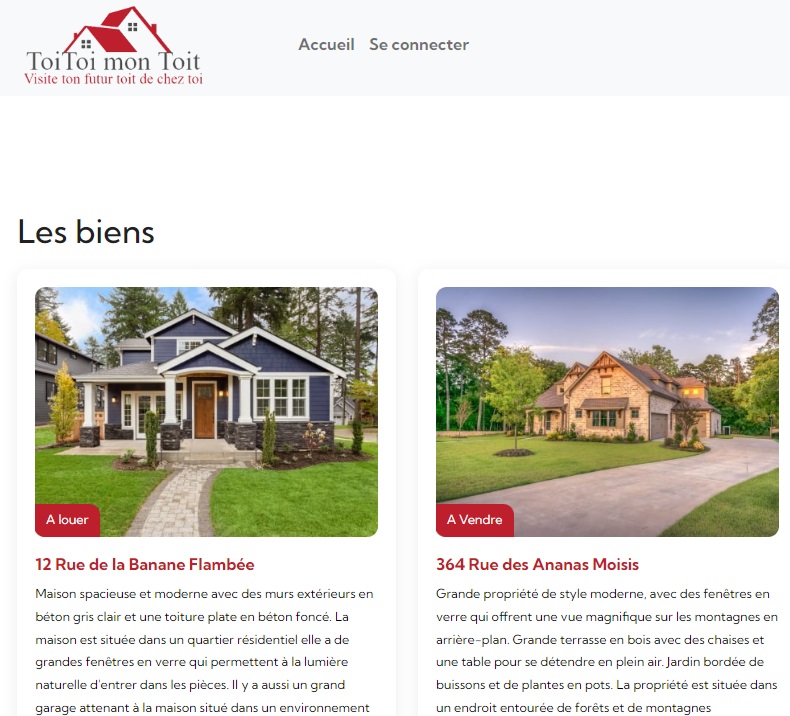 ToiToi mon Toit
Visite ton futur toit de chez toi
Accueil Se connecter
Les biens
A louer
12 Rue de la Banane Flambée
Maison spacieuse et moderne avec des murs extérieurs en
béton gris clair et une toiture plate en béton foncé. La
maison est située dans un quartier résidentiel elle a de
grandes fenêtres en verre qui permettent à la lumière
naturelle d'entrer dans les pièces. Il y a aussi un grand
garage attenant à la maison situé dans un environnement
A Vendre
364 Rue des Ananas Moisis
Grande propriété de style moderne, avec des fenêtres en
verre qui offrent une vue magnifique sur les montagnes en
arrière-plan. Grande terrasse en bois avec des chaises et
une table pour se détendre en plein air. Jardin bordée de
buissons et de plantes en pots. La propriété est située dans
un endroit entourée de forêts et de montagnes